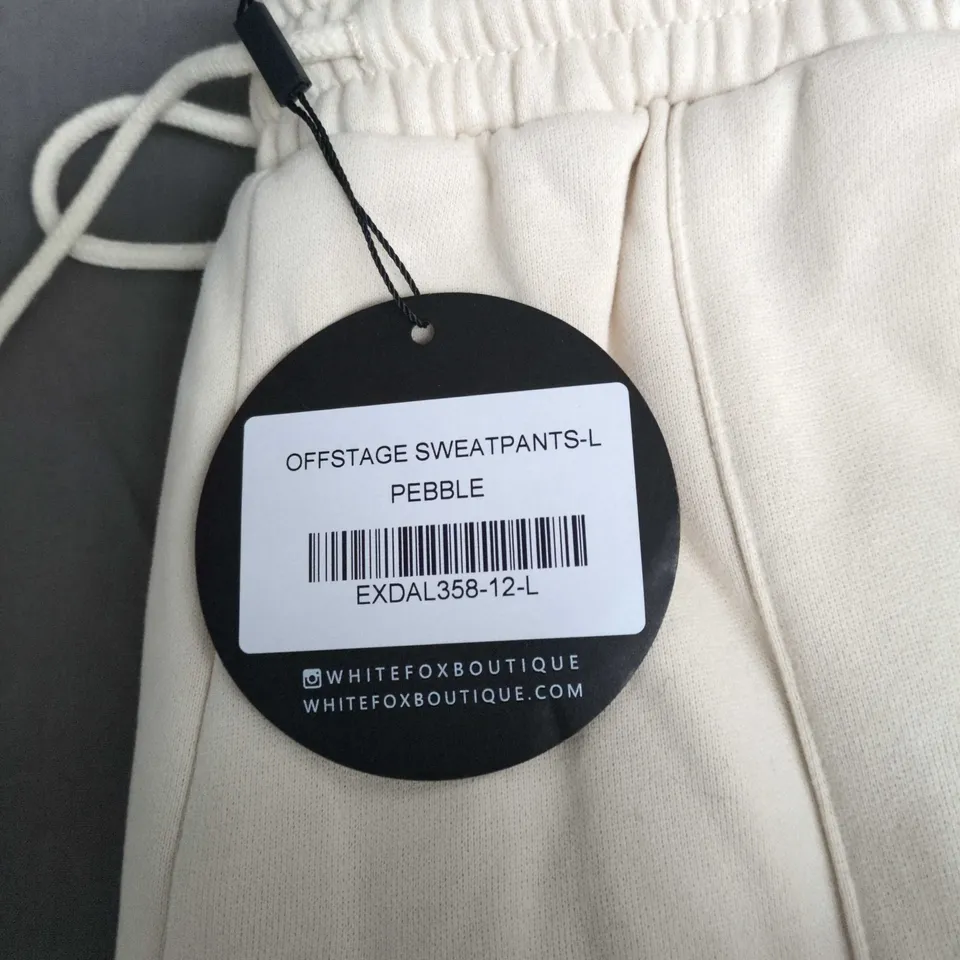 OFFSTAGE SWEATPANTS-L
PEBBLE
EXDAL358-12-L
WHITEFOXBOUTIQUE
WHITEFOXBOUTIQUE.COM